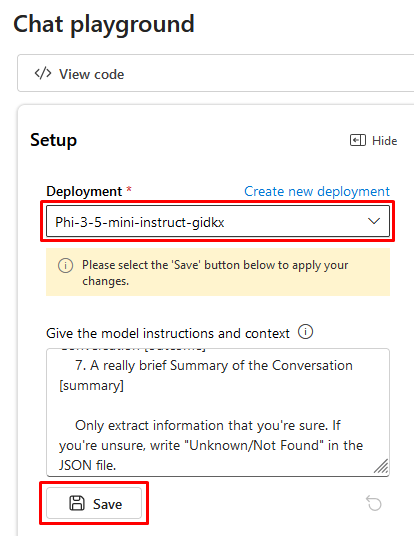 Chat playground
</> View code
Setup
Hide
Deployment *
Create new deployment
Phi-3-5-mini-instruct-gidkx
Please select the 'Save' button below to apply your
changes.
Give the model instructions and context
7. A really brief Summary of the Conversation
[summary]
Only extract information that you're sure. If
you're unsure, write "Unknown/Not Found" in the
JSON file.
Save